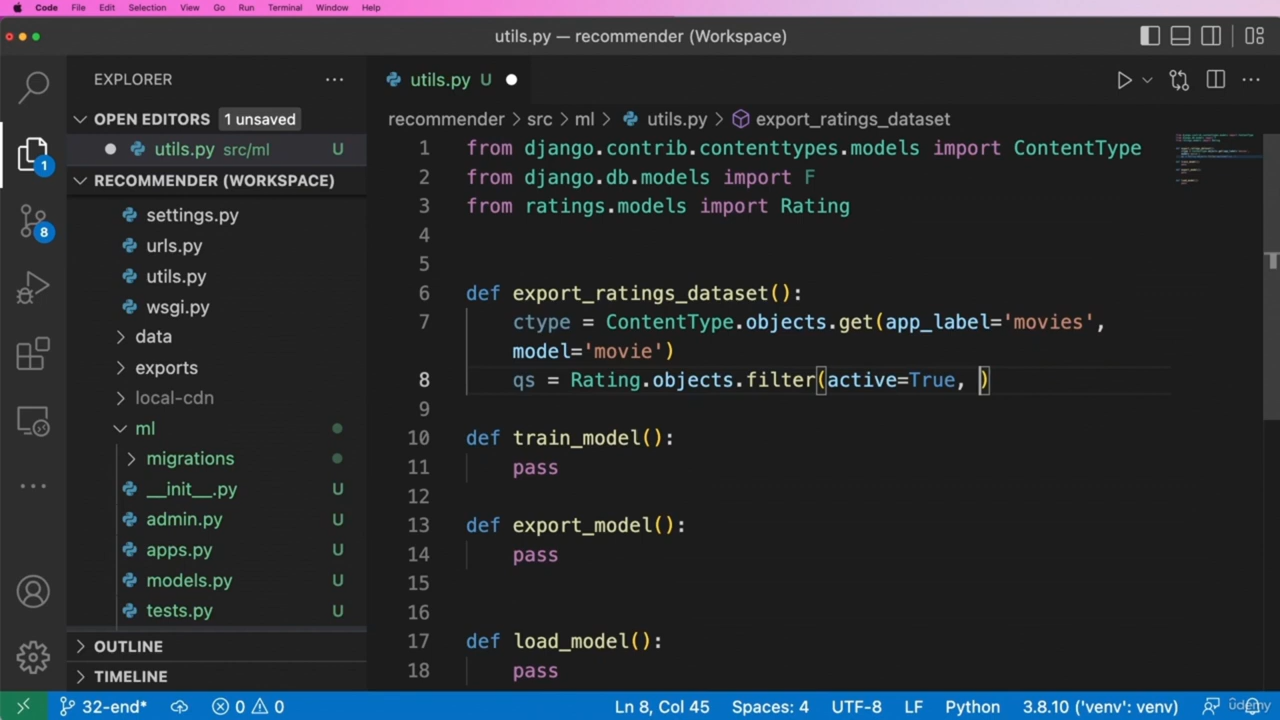 Code File Edit Selection View Go Run Terminal Window Help
utils.py — recommender (Workspace)
EXPLORER
utils.py U
OPEN EDITORS 1 unsaved
recommender > src > ml > utils.py > export_ratings_dataset
utils.py src/ml U
RECOMMENDER (WORKSPACE)
settings.py
urls.py
utils.py
wsgi.py
data
exports
local-cdn
ml
migrations
__init__.py U
admin.py U
apps.py U
models.py U
tests.py U
OUTLINE
TIMELINE
1
8
1 from django.contrib.contenttypes.models import ContentType
2 from django.db.models import F
3 from ratings.models import Rating
4
5
6 def export_ratings_dataset():
7 ctype = ContentType.objects.get(app_label='movies',
model='movie')
8 qs = Rating.objects.filter(active=True, )
9
10 def train_model():
11 pass
12
13 def export_model():
14 pass
15
16
17 def load_model():
18 pass
32-end* 0 0 Ln 8, Col 45 Spaces: 4 UTF-8 LF Python 3.8.10 ('venv': venv)
udemy